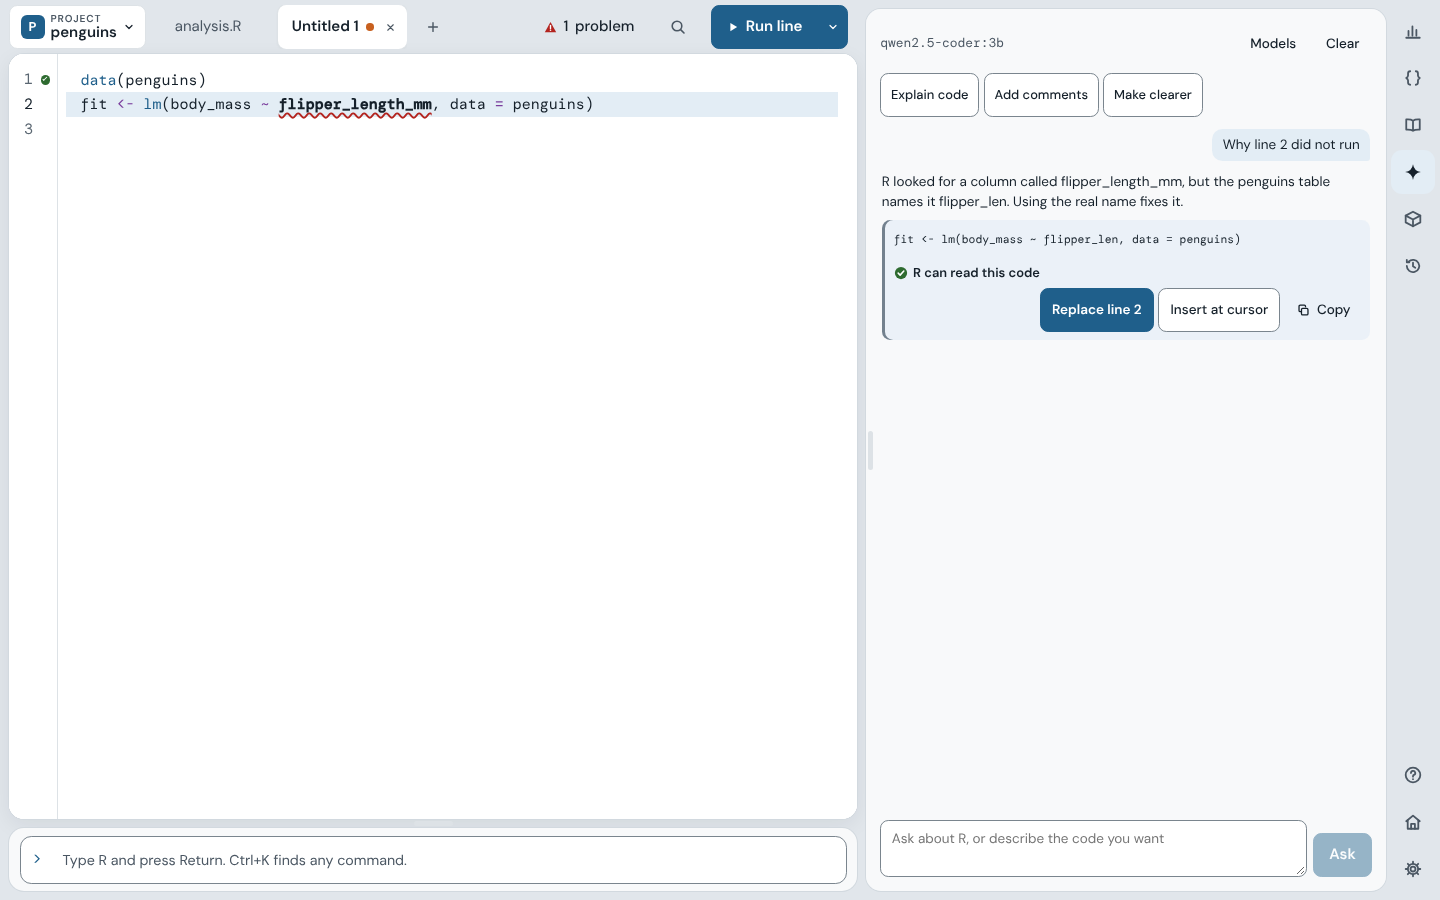 P PROJECT penguins
analysis.R
Untitled 1
1 problem
Run line
1 data(penguins)
2 fit <- lm(body_mass ~ flipper_length_mm, data = penguins)
3
Type R and press Return. Ctrl+K finds any command.
qwen2.5-coder:3b
Models
Clear
Explain code
Add comments
Make clearer
Why line 2 did not run
R looked for a column called flipper_length_mm, but the penguins table
names it flipper_len. Using the real name fixes it.
fit <- lm(body_mass ~ flipper_len, data = penguins)
R can read this code
Replace line 2
Insert at cursor
Copy
Ask about R, or describe the code you want
Ask